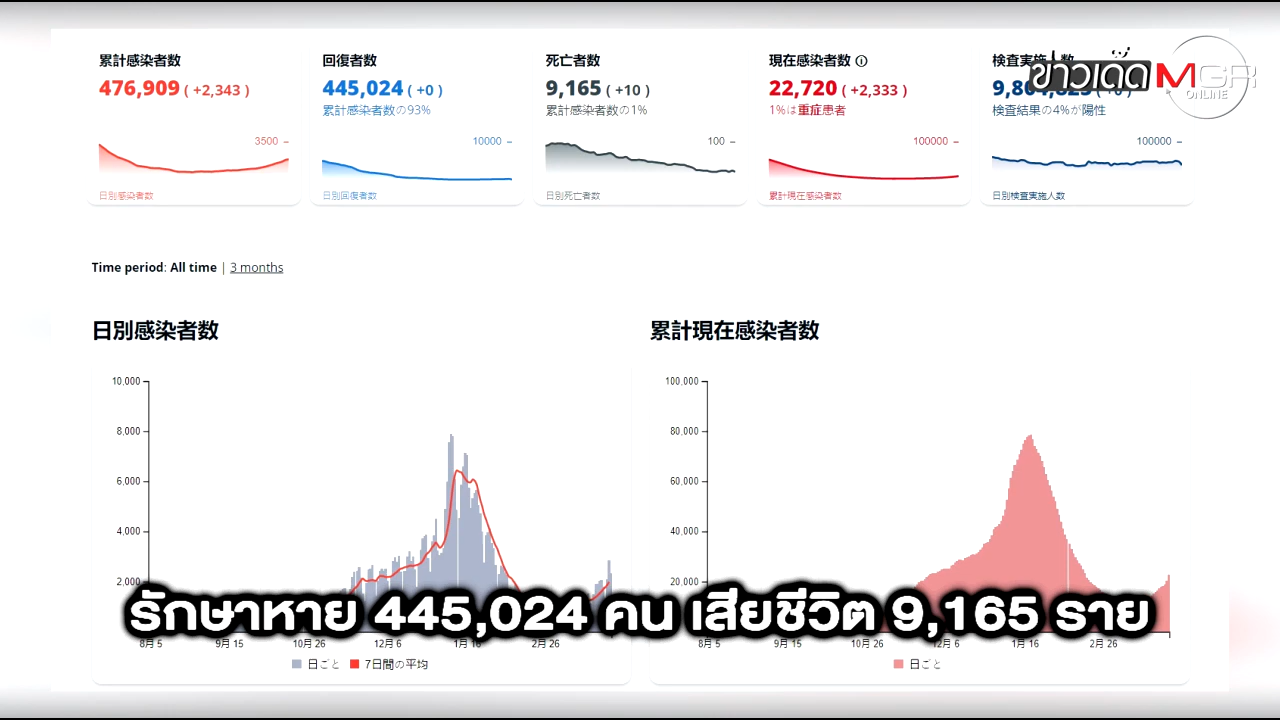 累計感染者数
476,909 ( +2,343 )
3500
日別感染者数
回復者数
445,024 ( +0 )
累計感染者数の93%
10000
日別回復者数
死亡者数
9,165 ( +10 )
累計感染者数の1%
100
日別死亡者数
現在感染者数
22,720 ( +2,333 )
1%は重症患者
100000
累計現在感染者数
検査実施
検査結果の4%が陽性
100000
日別検査実施人数
ข่าวเด็ด MGR
ONLINE
Time period: All time | 3 months
日別感染者数
10,000
8,000
6,000
4,000
2,000
8月 5 9月 15 10月 26 12月 6 1月 16 2月 26
日ごと 7日間の平均
累計現在感染者数
100,000
80,000
60,000
40,000
20,000
8月 5 9月 15 10月 26 12月 6 1月 16 2月 26
日ごと
รักษาหาย 445,024 คน เสียชีวิต 9,165 ราย